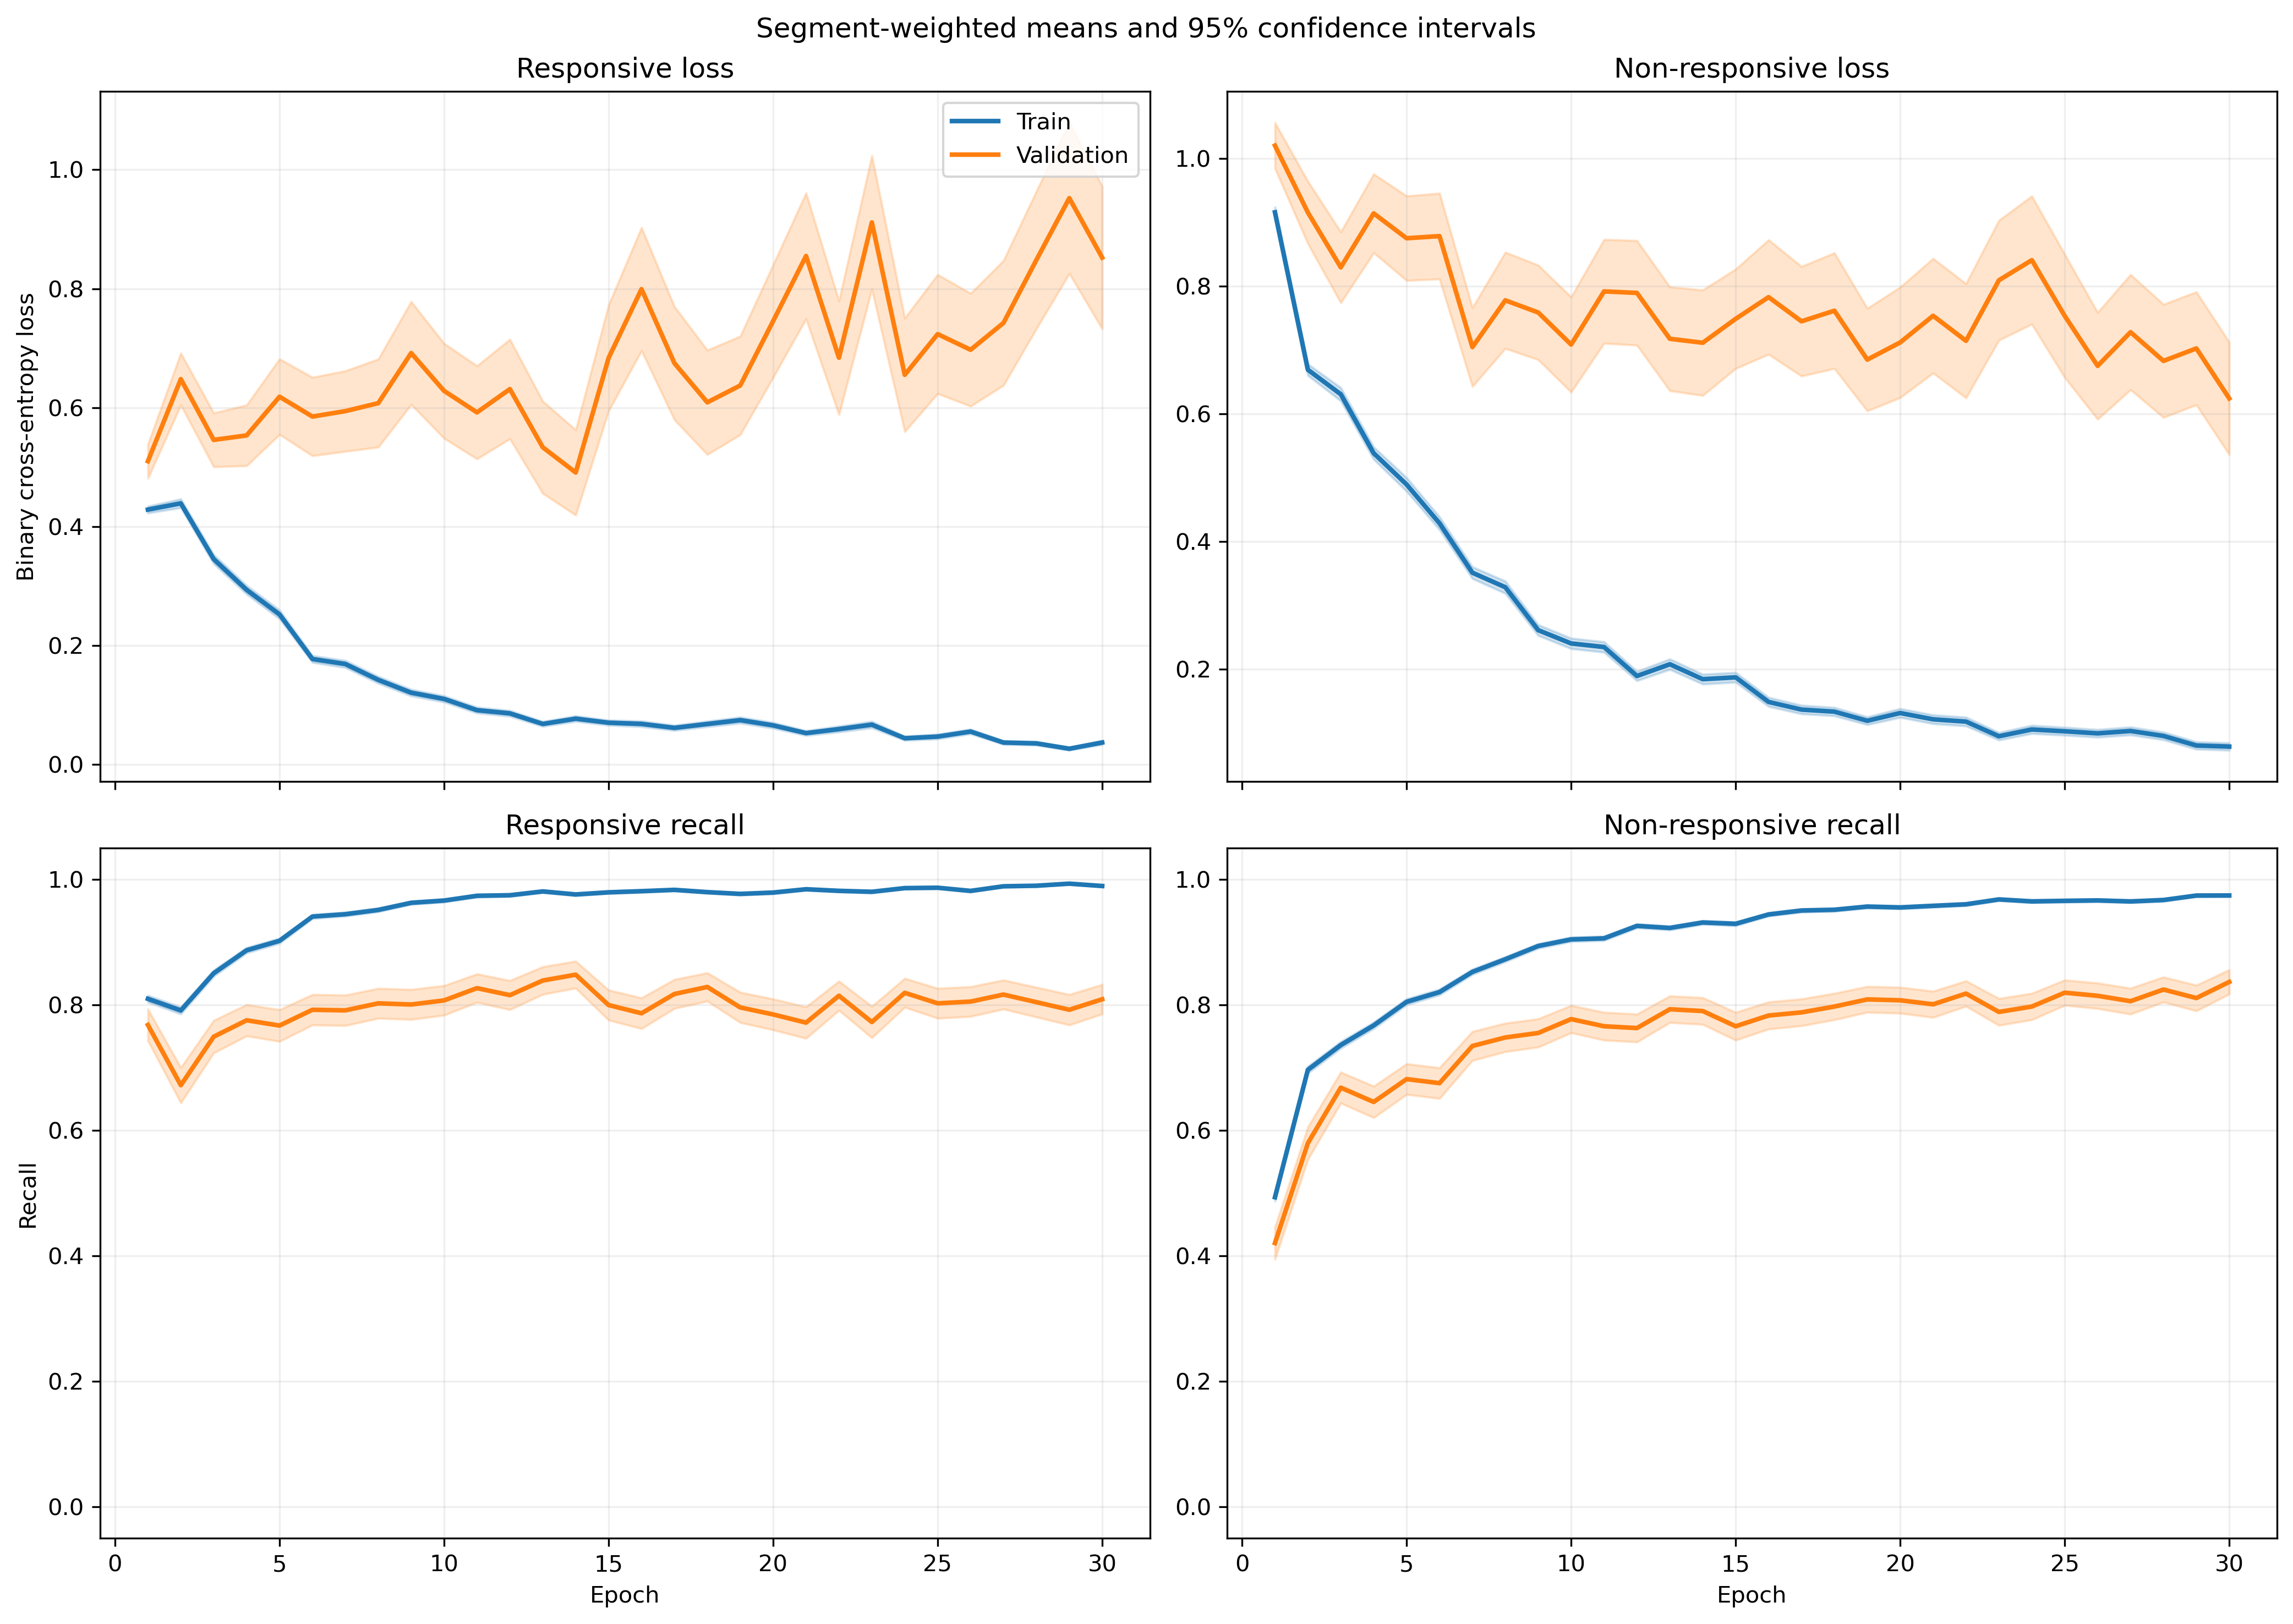 Segment-weighted means and 95% confidence intervals
Responsive loss
Non-responsive loss
Train
Validation
Binary cross-entropy loss
1.0
0.8
0.6
0.4
0.2
0.0
1.0
0.8
0.6
0.4
0.2
Responsive recall
Non-responsive recall
Recall
1.0
0.8
0.6
0.4
0.2
0.0
0 5 10 15 20 25 30
Epoch
1.0
0.8
0.6
0.4
0.2
0.0
0 5 10 15 20 25 30
Epoch